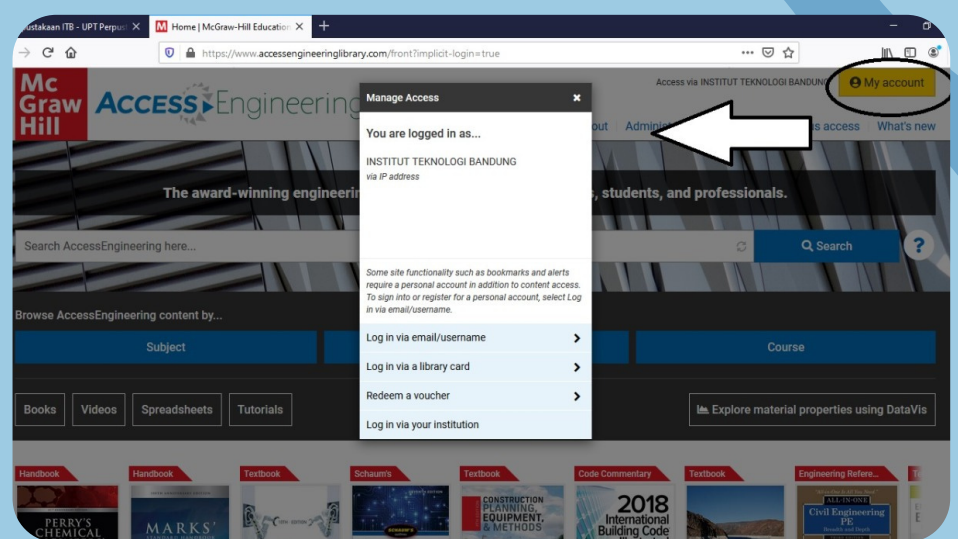 ustakaan ITB - UPT Perpust
Home | McGraw-Hill Education
https://www.accessengineeringlibrary.com/front?implicit-login=true
Mc
Graw
Hill
ACCESS Engineering
Access via INSTITUT TEKNOLOGI BANDUNG
My account
out
Adminis
us access
What's new
Manage Access
You are logged in as...
INSTITUT TEKNOLOGI BANDUNG
via IP address
Some site functionality such as bookmarks and alerts
require a personal account in addition to content access.
To sign into or register for a personal account, select Log
in via email/username.
Log in via email/username
Log in via a library card
Redeem a voucher
Log in via your institution
The award-winning engineerin
, students, and professionals.
Search AccessEngineering here...
Search
?
Browse AccessEngineering content by...
Subject
Course
Books
Videos
Spreadsheets
Tutorials
Explore material properties using DataVis
Handbook
Handbook
Textbook
Schaum's
Textbook
Code Commentary
Textbook
Engineering Refere...
PERRY'S
CHEMICAL
MARKS'
SCHAUM'S
CONSTRUCTION
PLANNING,
EQUIPMENT,
& METHODS
2018
International
Building Code
ALL-IN-ONE
Civil Engineering
PE